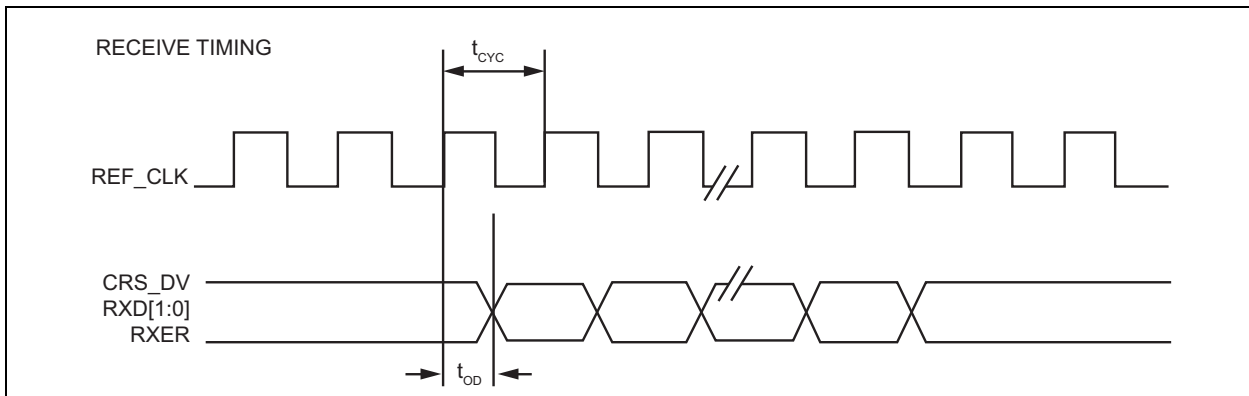 RECEIVE TIMING
tCYC
REF_CLK
CRS_DV
RXD[1:0]
RXER
tOD